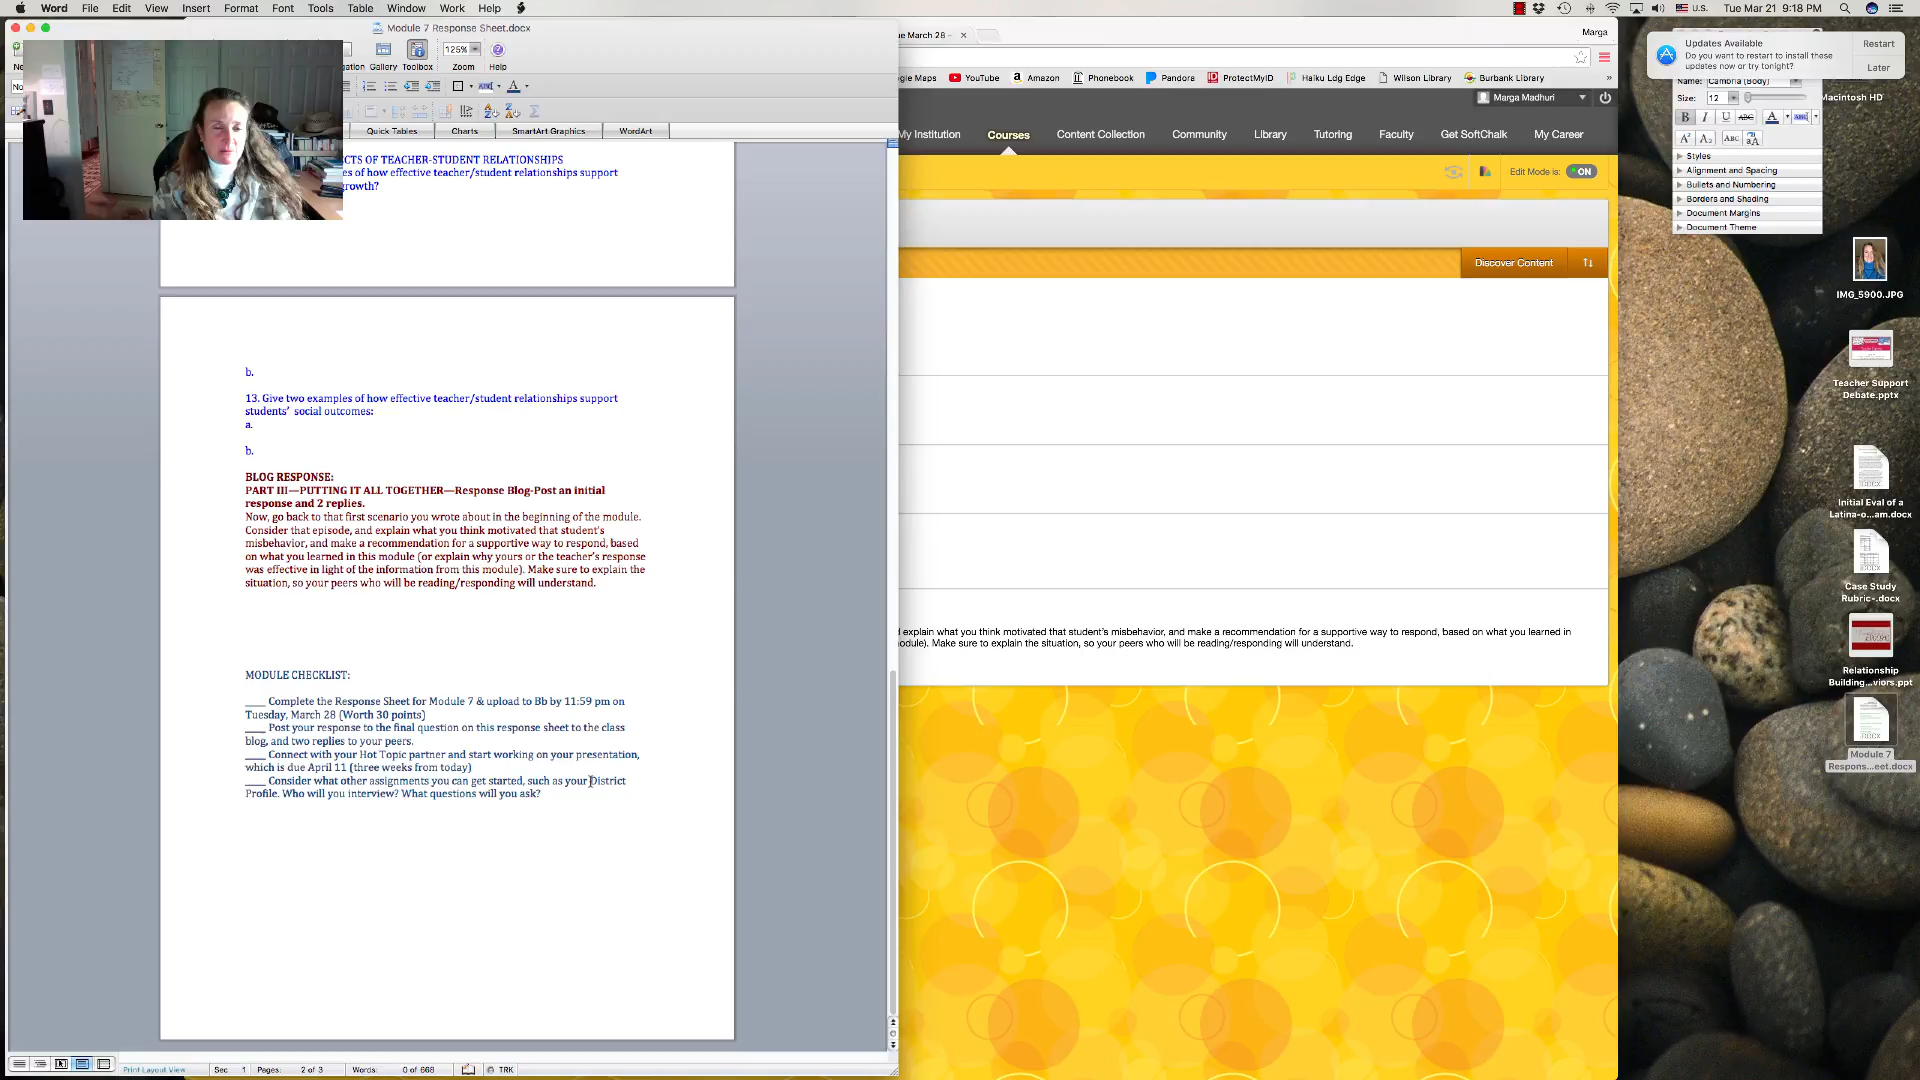 Word File Edit View Insert Format Font Tools Table Window Work Help
U.S. Tue Mar 21 9:18 PM
Module 7 Response Sheet.docx
125%
Gallery Toolbox Zoom Help
Quick Tables Charts SmartArt Graphics WordArt
CTS OF TEACHER-STUDENT RELATIONSHIPS
es of how effective teacher/student relationships support
growth?
b.
13. Give two examples of how effective teacher/student relationships support
students' social outcomes:
a.
b.
BLOG RESPONSE:
PART III—PUTTING IT ALL TOGETHER—Response Blog-Post an initial
response and 2 replies.
Now, go back to that first scenario you wrote about in the beginning of the module.
Consider that episode, and explain what you think motivated that student's
misbehavior, and make a recommendation for a supportive way to respond, based
on what you learned in this module (or explain why yours or the teacher's response
was effective in light of the information from this module). Make sure to explain the
situation, so your peers who will be reading/responding will understand.
MODULE CHECKLIST:
____ Complete the Response Sheet for Module 7 & upload to Bb by 11:59 pm on
Tuesday, March 28 (Worth 30 points)
____ Post your response to the final question on this response sheet to the class
blog, and two replies to your peers.
____ Connect with your Hot Topic partner and start working on your presentation,
which is due April 11 (three weeks from today)
____ Consider what other assignments you can get started, such as your District
Profile. Who will you interview? What questions will you ask?
Print Layout View Sec 1 Pages: 2 of 3 Words: 0 of 668 TRK
ue March 28 -
Marga
gle Maps YouTube Amazon Phonebook Pandora ProtectMyID Haiku Ldg Edge Wilson Library Burbank Library »
Marga Madhuri
My Institution Courses Content Collection Community Library Tutoring Faculty Get SoftChalk My Career
Edit Mode is: ON
Discover Content
d explain what you think motivated that student's misbehavior, and make a recommendation for a supportive way to respond, based on what you learned in
nodule). Make sure to explain the situation, so your peers who will be reading/responding will understand.
Updates Available
Do you want to restart to install these
updates now or try tonight?
Restart
Later
Name: Cambria (Body)
Size: 12
Macintosh HD
B I U ABC A
A² A₂ ABC
Styles
Alignment and Spacing
Bullets and Numbering
Borders and Shading
Document Margins
Document Theme
IMG_5900.JPG
Teacher Support
Debate.pptx
Initial Eval of a
Latina-o...am.docx
Case Study
Rubric-.docx
Relationship
Building...viors.ppt
Module 7
Respons...eet.docx